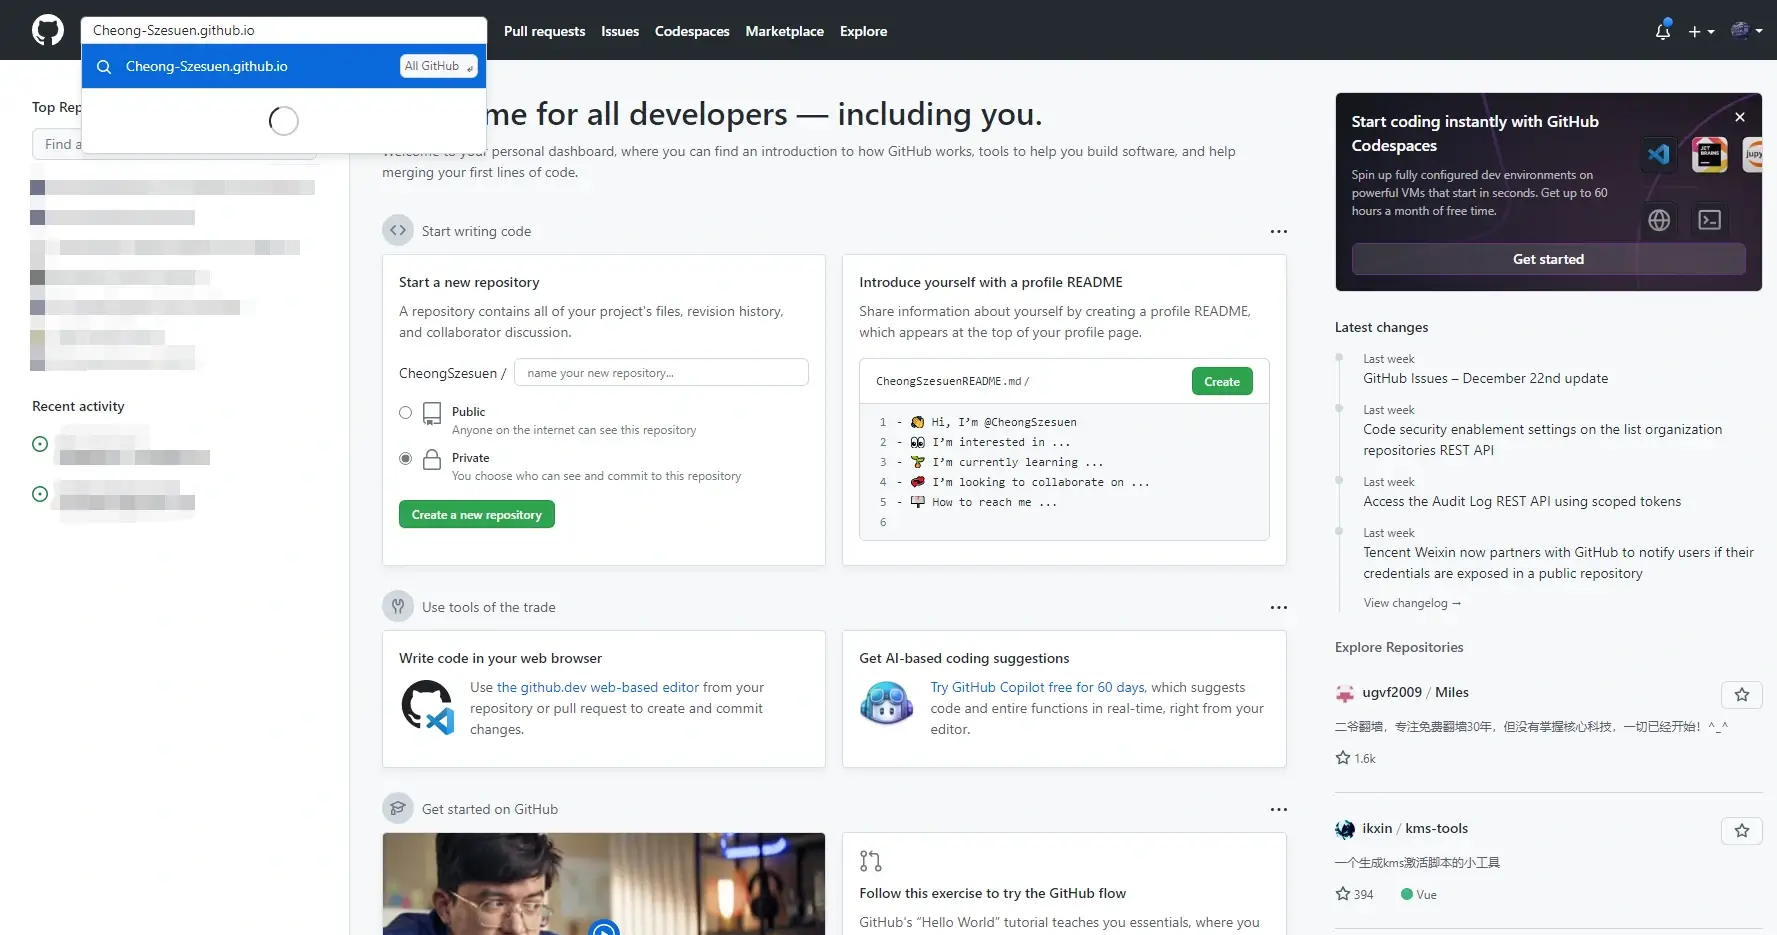 Cheong-Szesuen.github.io
Pull requests
Issues
Codespaces
Marketplace
Explore
Cheong-Szesuen.github.io
All GitHub
Top Rep
Find a
me for all developers — including you.
Welcome to your personal dashboard, where you can find an introduction to how GitHub works, tools to help you build software, and help
merging your first lines of code.
Recent activity
Start writing code
Start a new repository
A repository contains all of your project's files, revision history,
and collaborator discussion.
CheongSzesuen /
name your new repository...
Public
Anyone on the internet can see this repository
Private
You choose who can see and commit to this repository
Create a new repository
Introduce yourself with a profile README
Share information about yourself by creating a profile README,
which appears at the top of your profile page.
CheongSzesuenREADME.md /
Create
1 - 👋 Hi, I'm @CheongSzesuen
2 - 👀 I'm interested in ...
3 - 🌱 I'm currently learning ...
4 - 💞️ I'm looking to collaborate on ...
5 - 📫 How to reach me ...
6
Use tools of the trade
Write code in your web browser
Use the github.dev web-based editor from your
repository or pull request to create and commit
changes.
Get AI-based coding suggestions
Try GitHub Copilot free for 60 days, which suggests
code and entire functions in real-time, right from your
editor.
Get started on GitHub
Follow this exercise to try the GitHub flow
GitHub's “Hello World” tutorial teaches you essentials, where you
Start coding instantly with GitHub
Codespaces
Spin up fully configured dev environments on
powerful VMs that start in seconds. Get up to 60
hours a month of free time.
JET
BRAINS
jupy
Get started
Latest changes
Last week
GitHub Issues – December 22nd update
Last week
Code security enablement settings on the list organization
repositories REST API
Last week
Access the Audit Log REST API using scoped tokens
Last week
Tencent Weixin now partners with GitHub to notify users if their
credentials are exposed in a public repository
View changelog →
Explore Repositories
ugvf2009 / Miles
二爷翻墙，专注免费翻墙30年，但没有掌握核心科技，一切已经开始！^_^
1.6k
ikxin / kms-tools
一个生成kms激活脚本的小工具
394
Vue